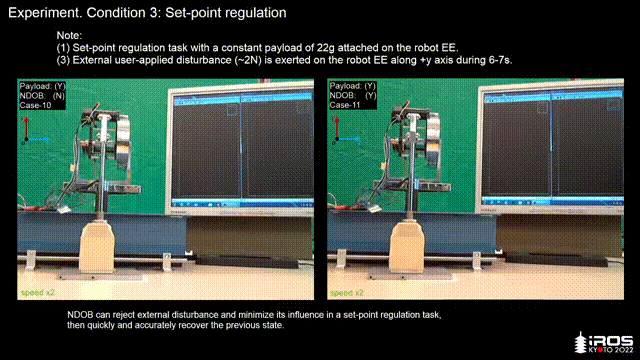 Experiment. Condition 3: Set-point regulation
Note:
(1) Set-point regulation task with a constant payload of 22g attached on the robot EE.
(3) External user-applied disturbance (~2N) is exerted on the robot EE along +y axis during 6-7s.
Payload: (Y)
NDOB: (N)
Case-10
speed x2
Payload: (Y)
NDOB: (Y)
Case-11
speed x2
NDOB can reject external disturbance and minimize its influence in a set-point regulation task,
then quickly and accurately recover the previous state.
iROS
KYOTO 2022